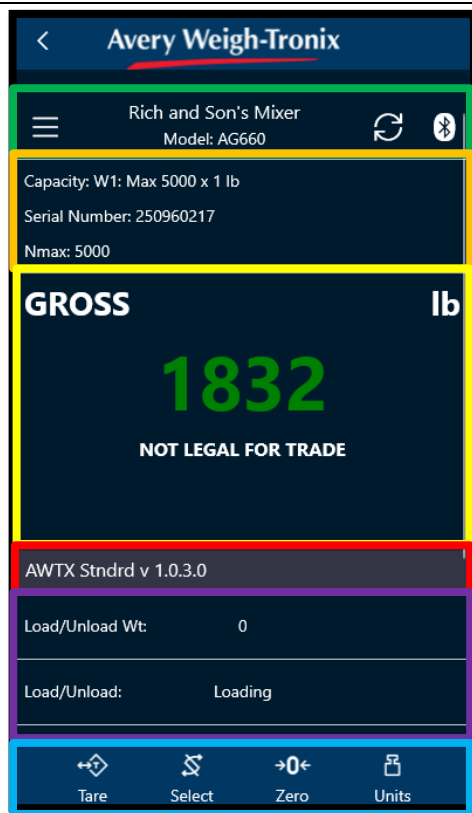 Avery Weigh-Tronix
Rich and Son's Mixer
Model: AG660
Capacity: W1: Max 5000 x 1 lb
Serial Number: 250960217
Nmax: 5000
GROSS lb
1832
NOT LEGAL FOR TRADE
AWTX Stndrd v 1.0.3.0
Load/Unload Wt: 0
Load/Unload: Loading
T
→0←
Tare Select Zero Units